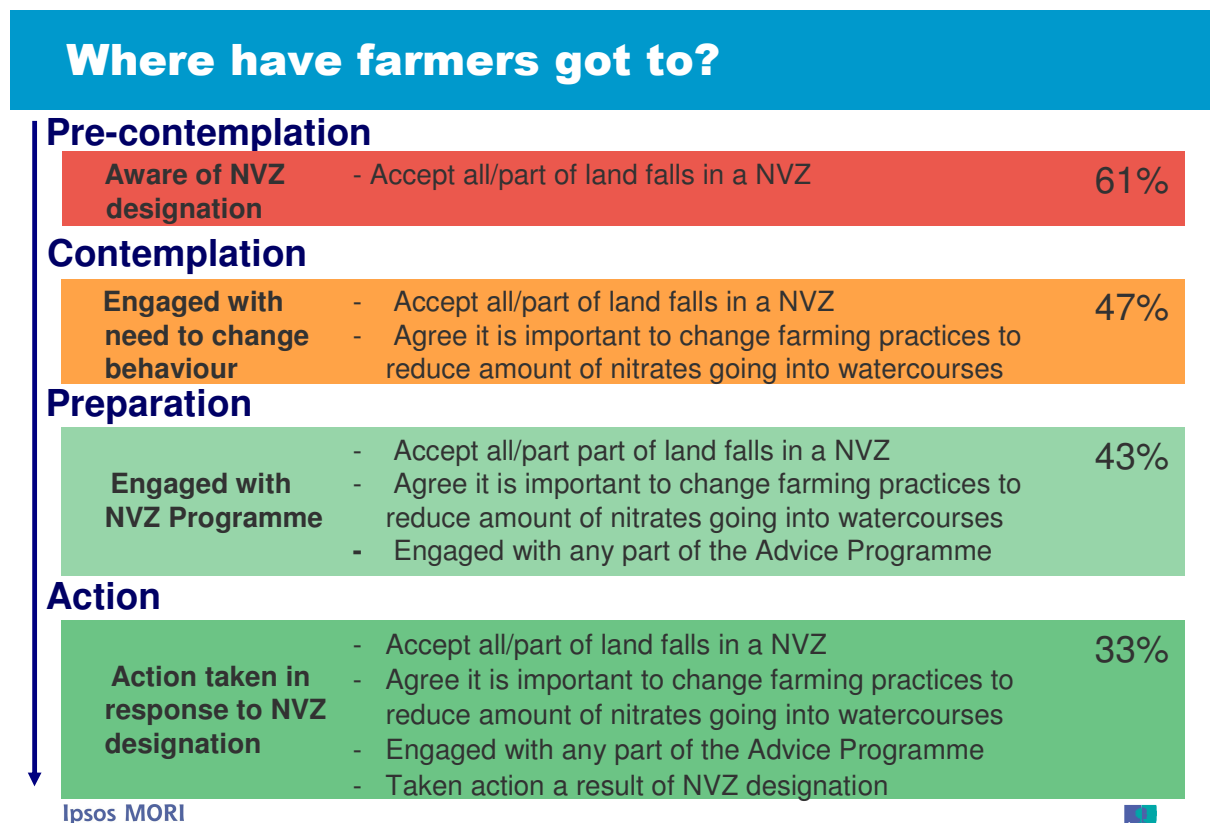 Where have farmers got to?
Pre-contemplation
Aware of NVZ designation
- Accept all/part of land falls in a NVZ
61%
Contemplation
Engaged with need to change behaviour
- Accept all/part of land falls in a NVZ
- Agree it is important to change farming practices to
reduce amount of nitrates going into watercourses
47%
Preparation
Engaged with NVZ Programme
- Accept all/part part of land falls in a NVZ
- Agree it is important to change farming practices to
reduce amount of nitrates going into watercourses
- Engaged with any part of the Advice Programme
43%
Action
Action taken in response to NVZ designation
- Accept all/part of land falls in a NVZ
- Agree it is important to change farming practices to
reduce amount of nitrates going into watercourses
- Engaged with any part of the Advice Programme
- Taken action a result of NVZ designation
33%
Ipsos MORI